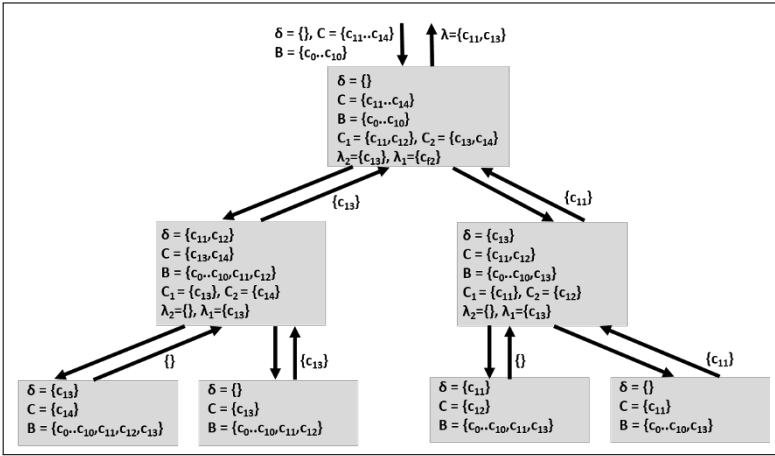 δ = {}, C = {c₁₁..c₁₄}
B = {c₀..c₁₀}
λ={c₁₁,c₁₃}
δ = {}
C = {c₁₁..c₁₄}
B = {c₀..c₁₀}
C₁ = {c₁₁,c₁₂}, C₂ = {c₁₃,c₁₄}
λ₂={c₁₃}, λ₁={c_f2}
{c₁₃}
{c₁₁}
δ = {c₁₁,c₁₂}
C = {c₁₃,c₁₄}
B = {c₀..c₁₀,c₁₁,c₁₂}
C₁ = {c₁₃}, C₂ = {c₁₄}
λ₂={}, λ₁={c₁₃}
δ = {c₁₃}
C = {c₁₁,c₁₂}
B = {c₀..c₁₀,c₁₃}
C₁ = {c₁₁}, C₂ = {c₁₂}
λ₂={}, λ₁={c₁₃}
{}
{c₁₃}
{}
{c₁₁}
δ = {c₁₃}
C = {c₁₄}
B = {c₀..c₁₀,c₁₁,c₁₂,c₁₃}
δ = {}
C = {c₁₃}
B = {c₀..c₁₀,c₁₁,c₁₂}
δ = {c₁₁}
C = {c₁₂}
B = {c₀..c₁₀,c₁₁,c₁₃}
δ = {}
C = {c₁₁}
B = {c₀..c₁₀,c₁₃}